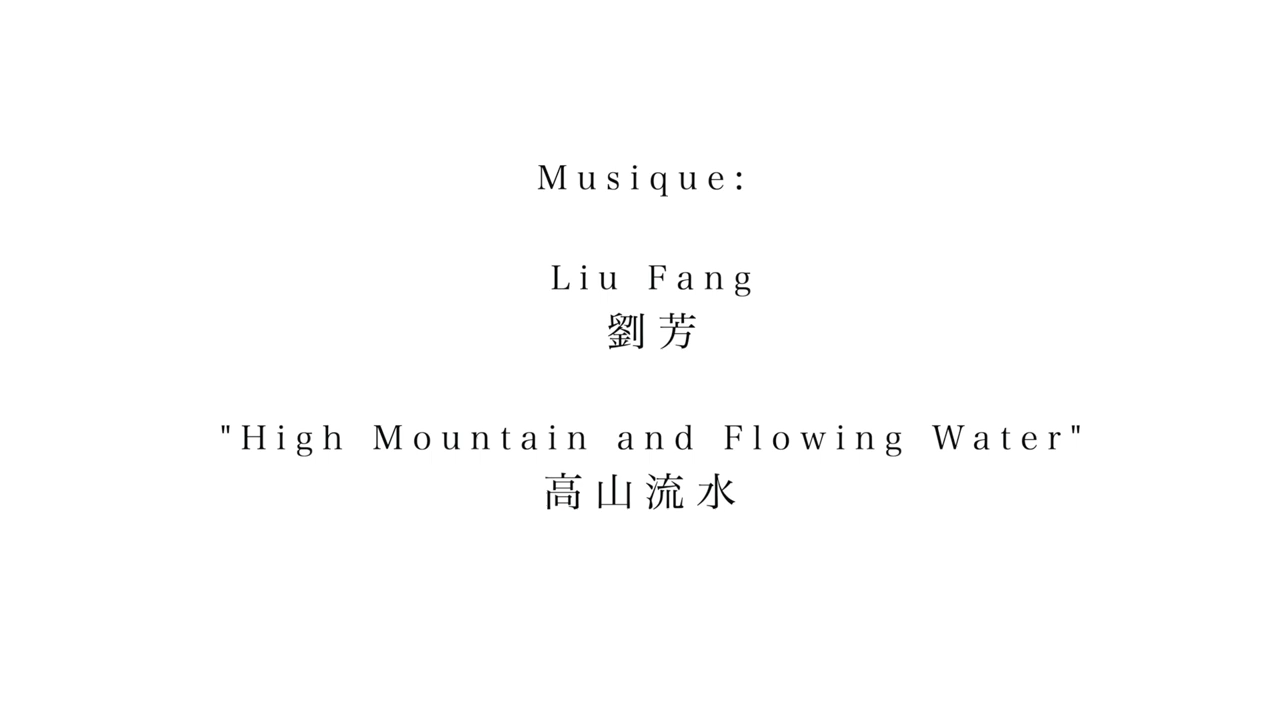 Musique:
Liu Fang
劉芳
"High Mountain and Flowing Water"
高山流水